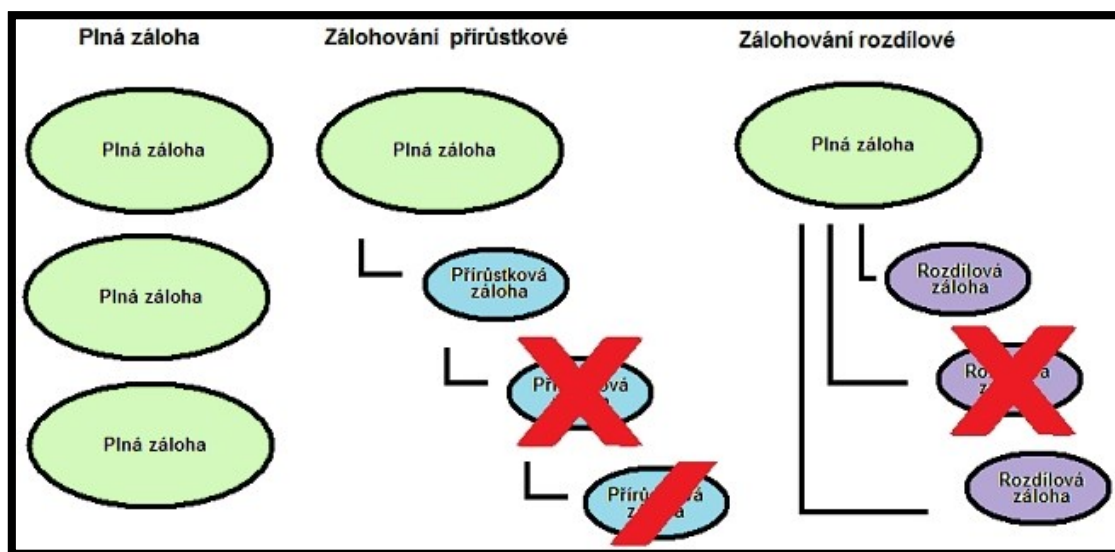 Plná záloha
Zálohování přírůstkové
Zálohování rozdílové
Plná záloha
Plná záloha
Plná záloha
Plná záloha
Přírůstková
záloha
Plná záloha
Rozdílová
záloha
Rozdílová
záloha